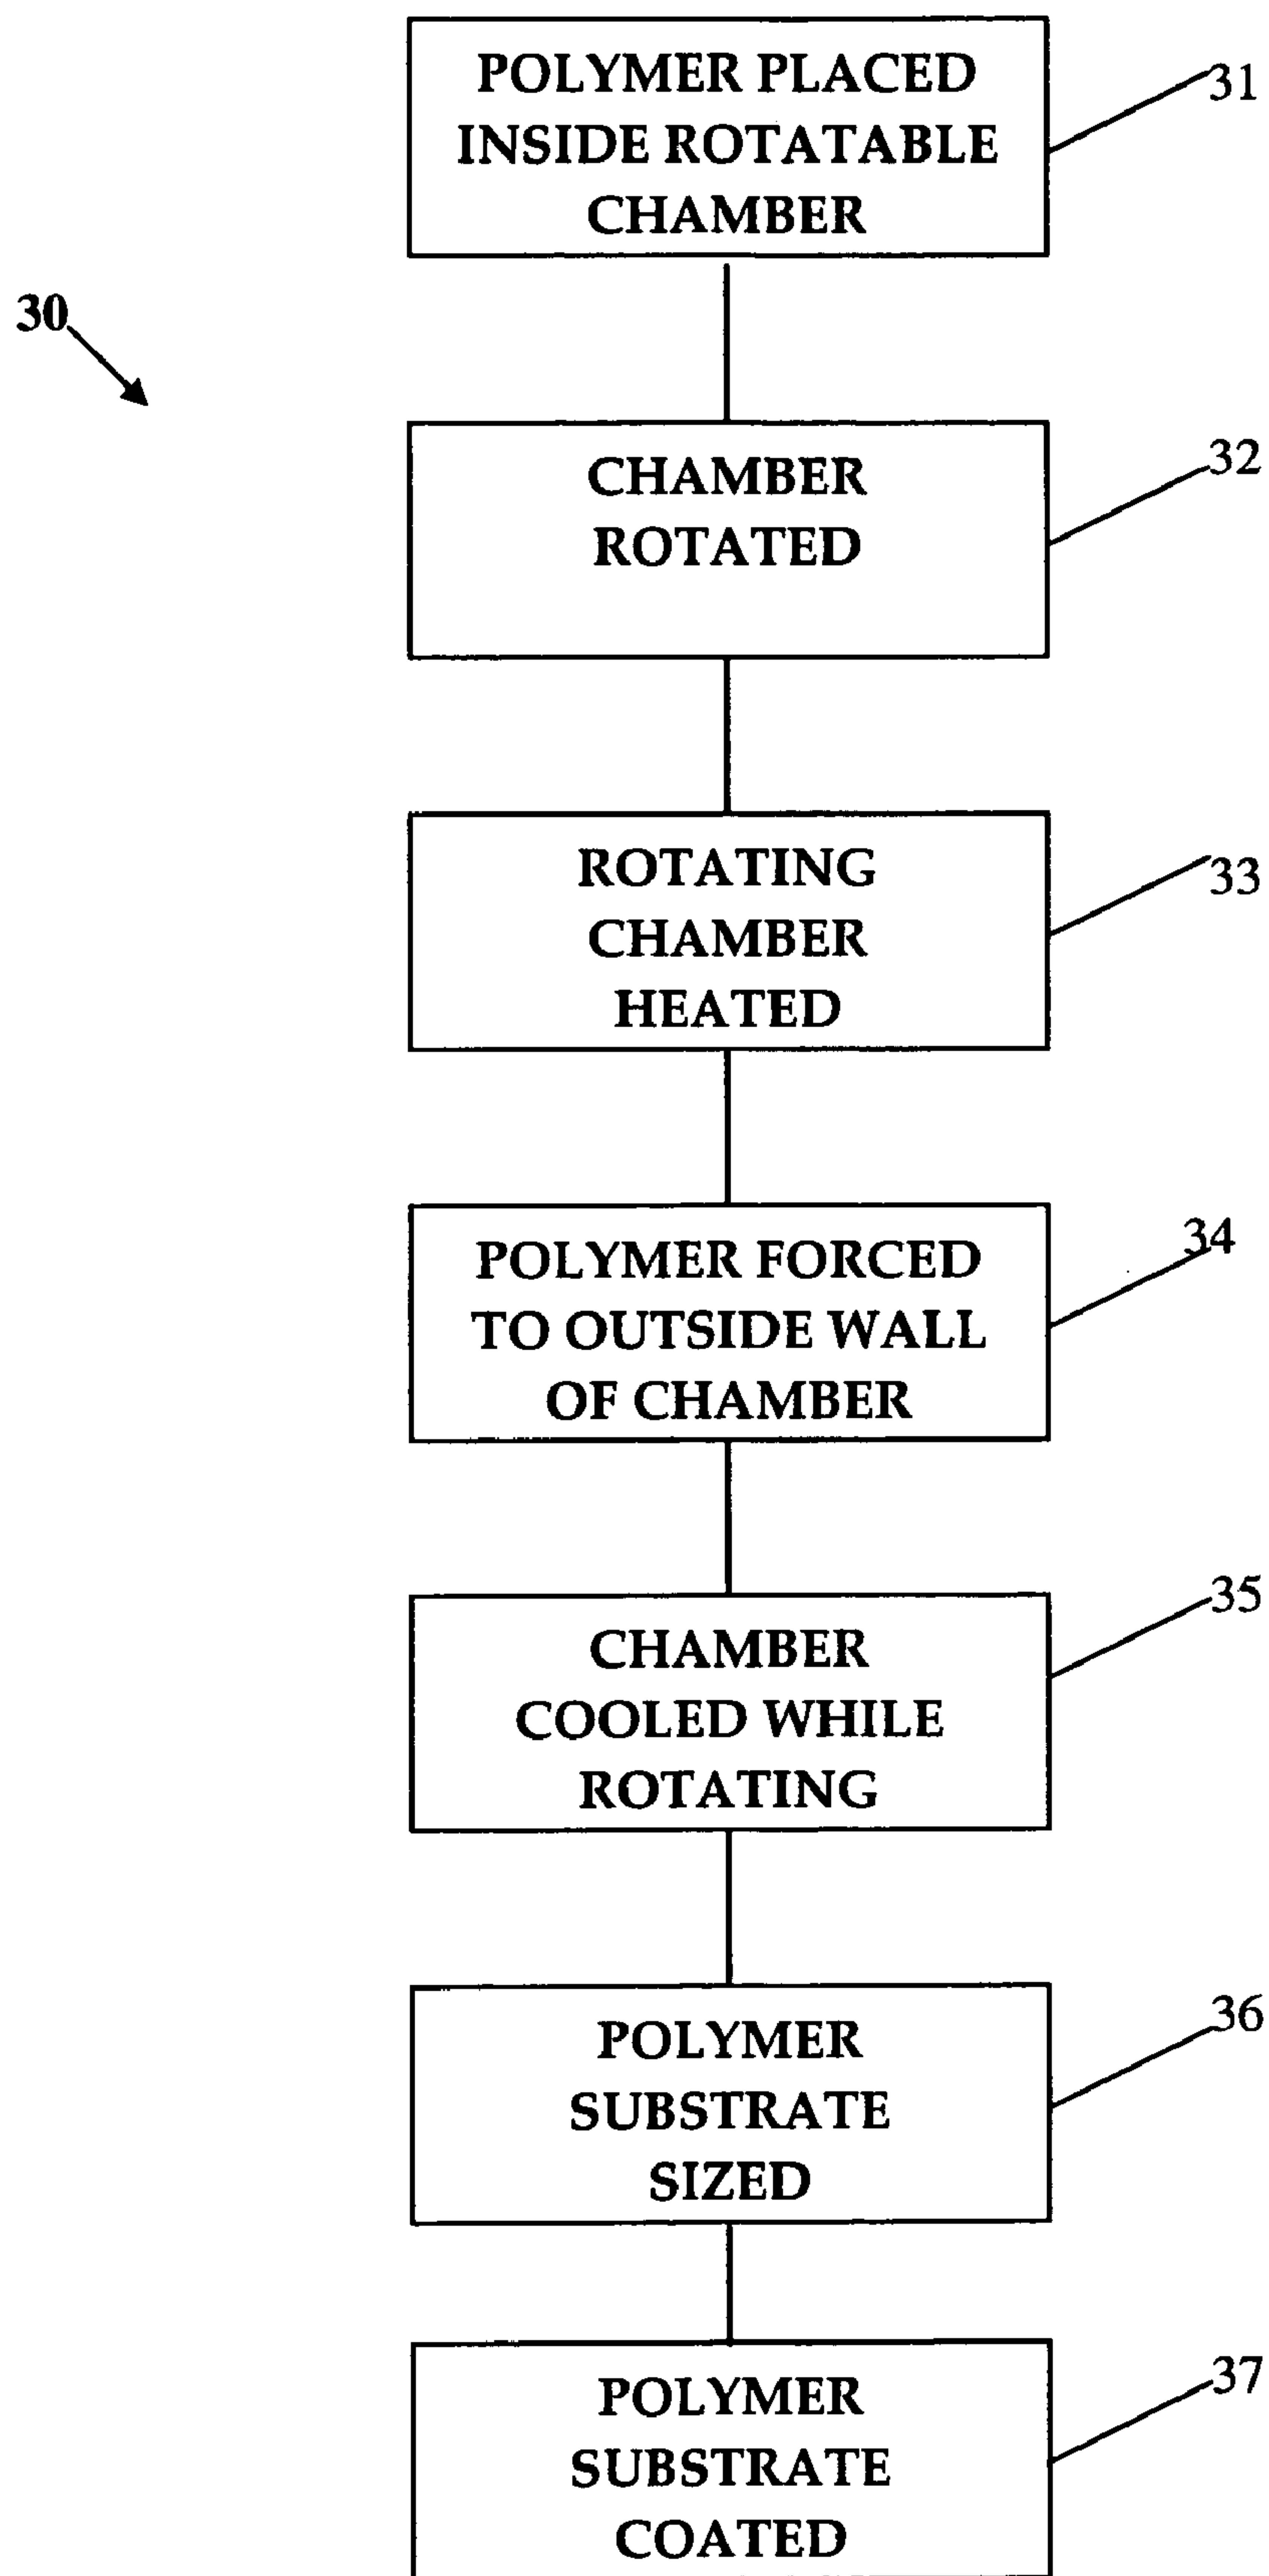 POLYMER PLACED
INSIDE ROTATABLE
CHAMBER
31
30
CHAMBER
ROTATED
32
ROTATING
CHAMBER
HEATED
33
POLYMER FORCED
TO OUTSIDE WALL
OF CHAMBER
34
CHAMBER
COOLED WHILE
ROTATING
35
POLYMER
SUBSTRATE
SIZED
36
POLYMER
SUBSTRATE
COATED
37